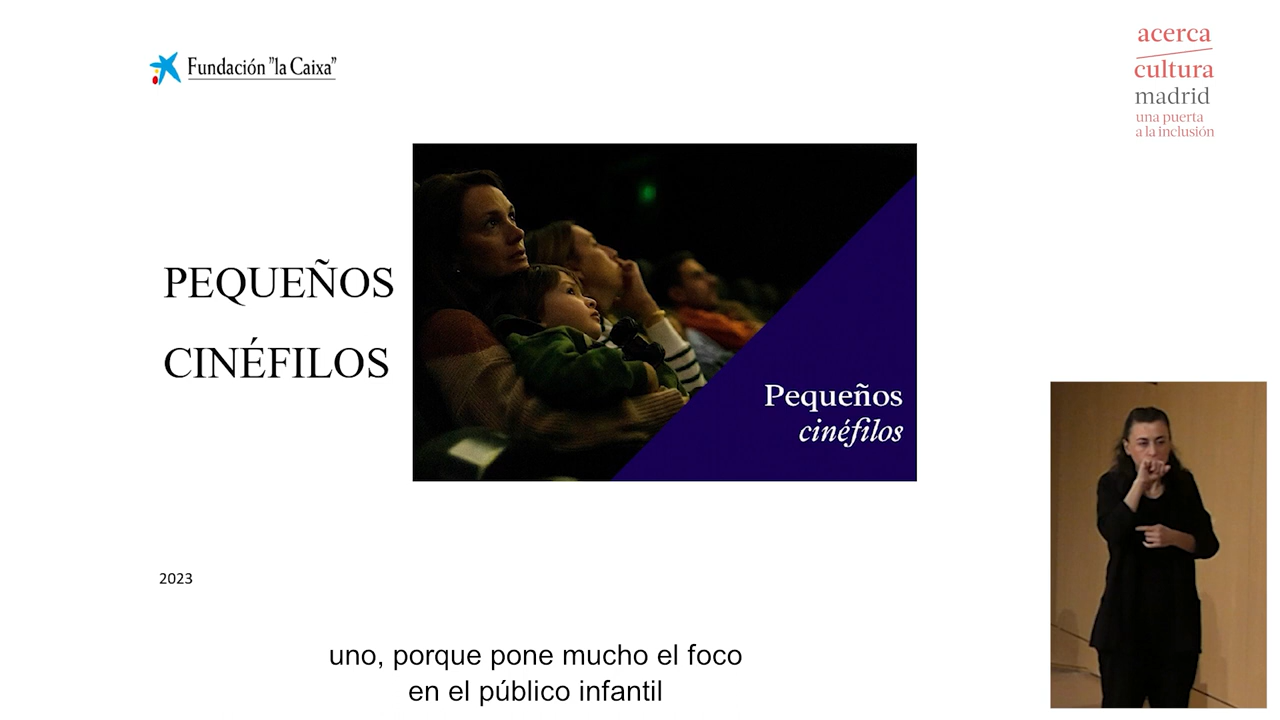 Fundación "la Caixa"
acerca
cultura
madrid
una puerta
a la inclusión
PEQUEÑOS
CINÉFILOS
Pequeños
cinéfilos
2023
uno, porque pone mucho el foco
en el público infantil